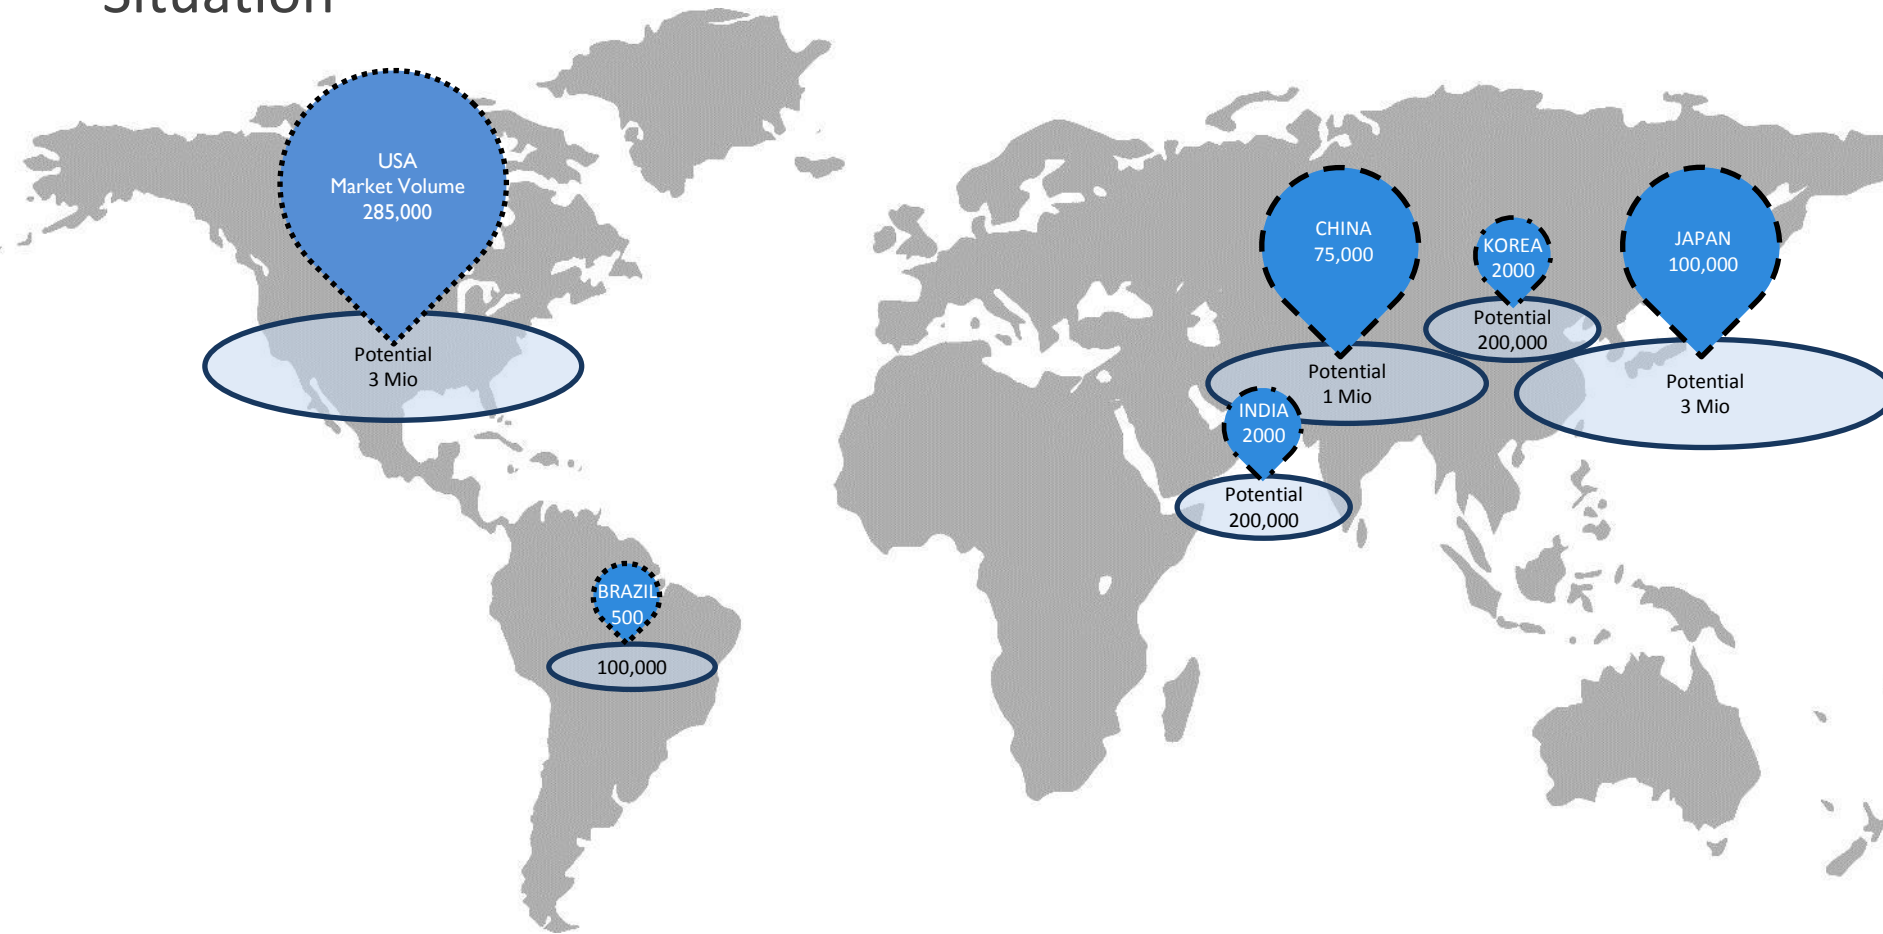 Situation
USA
Market Volume
285,000
Potential
3 Mio
CHINA
75,000
Potential
1 Mio
KOREA
2000
Potential
200,000
JAPAN
100,000
Potential
3 Mio
INDIA
2000
Potential
200,000
BRAZIL
500
100,000